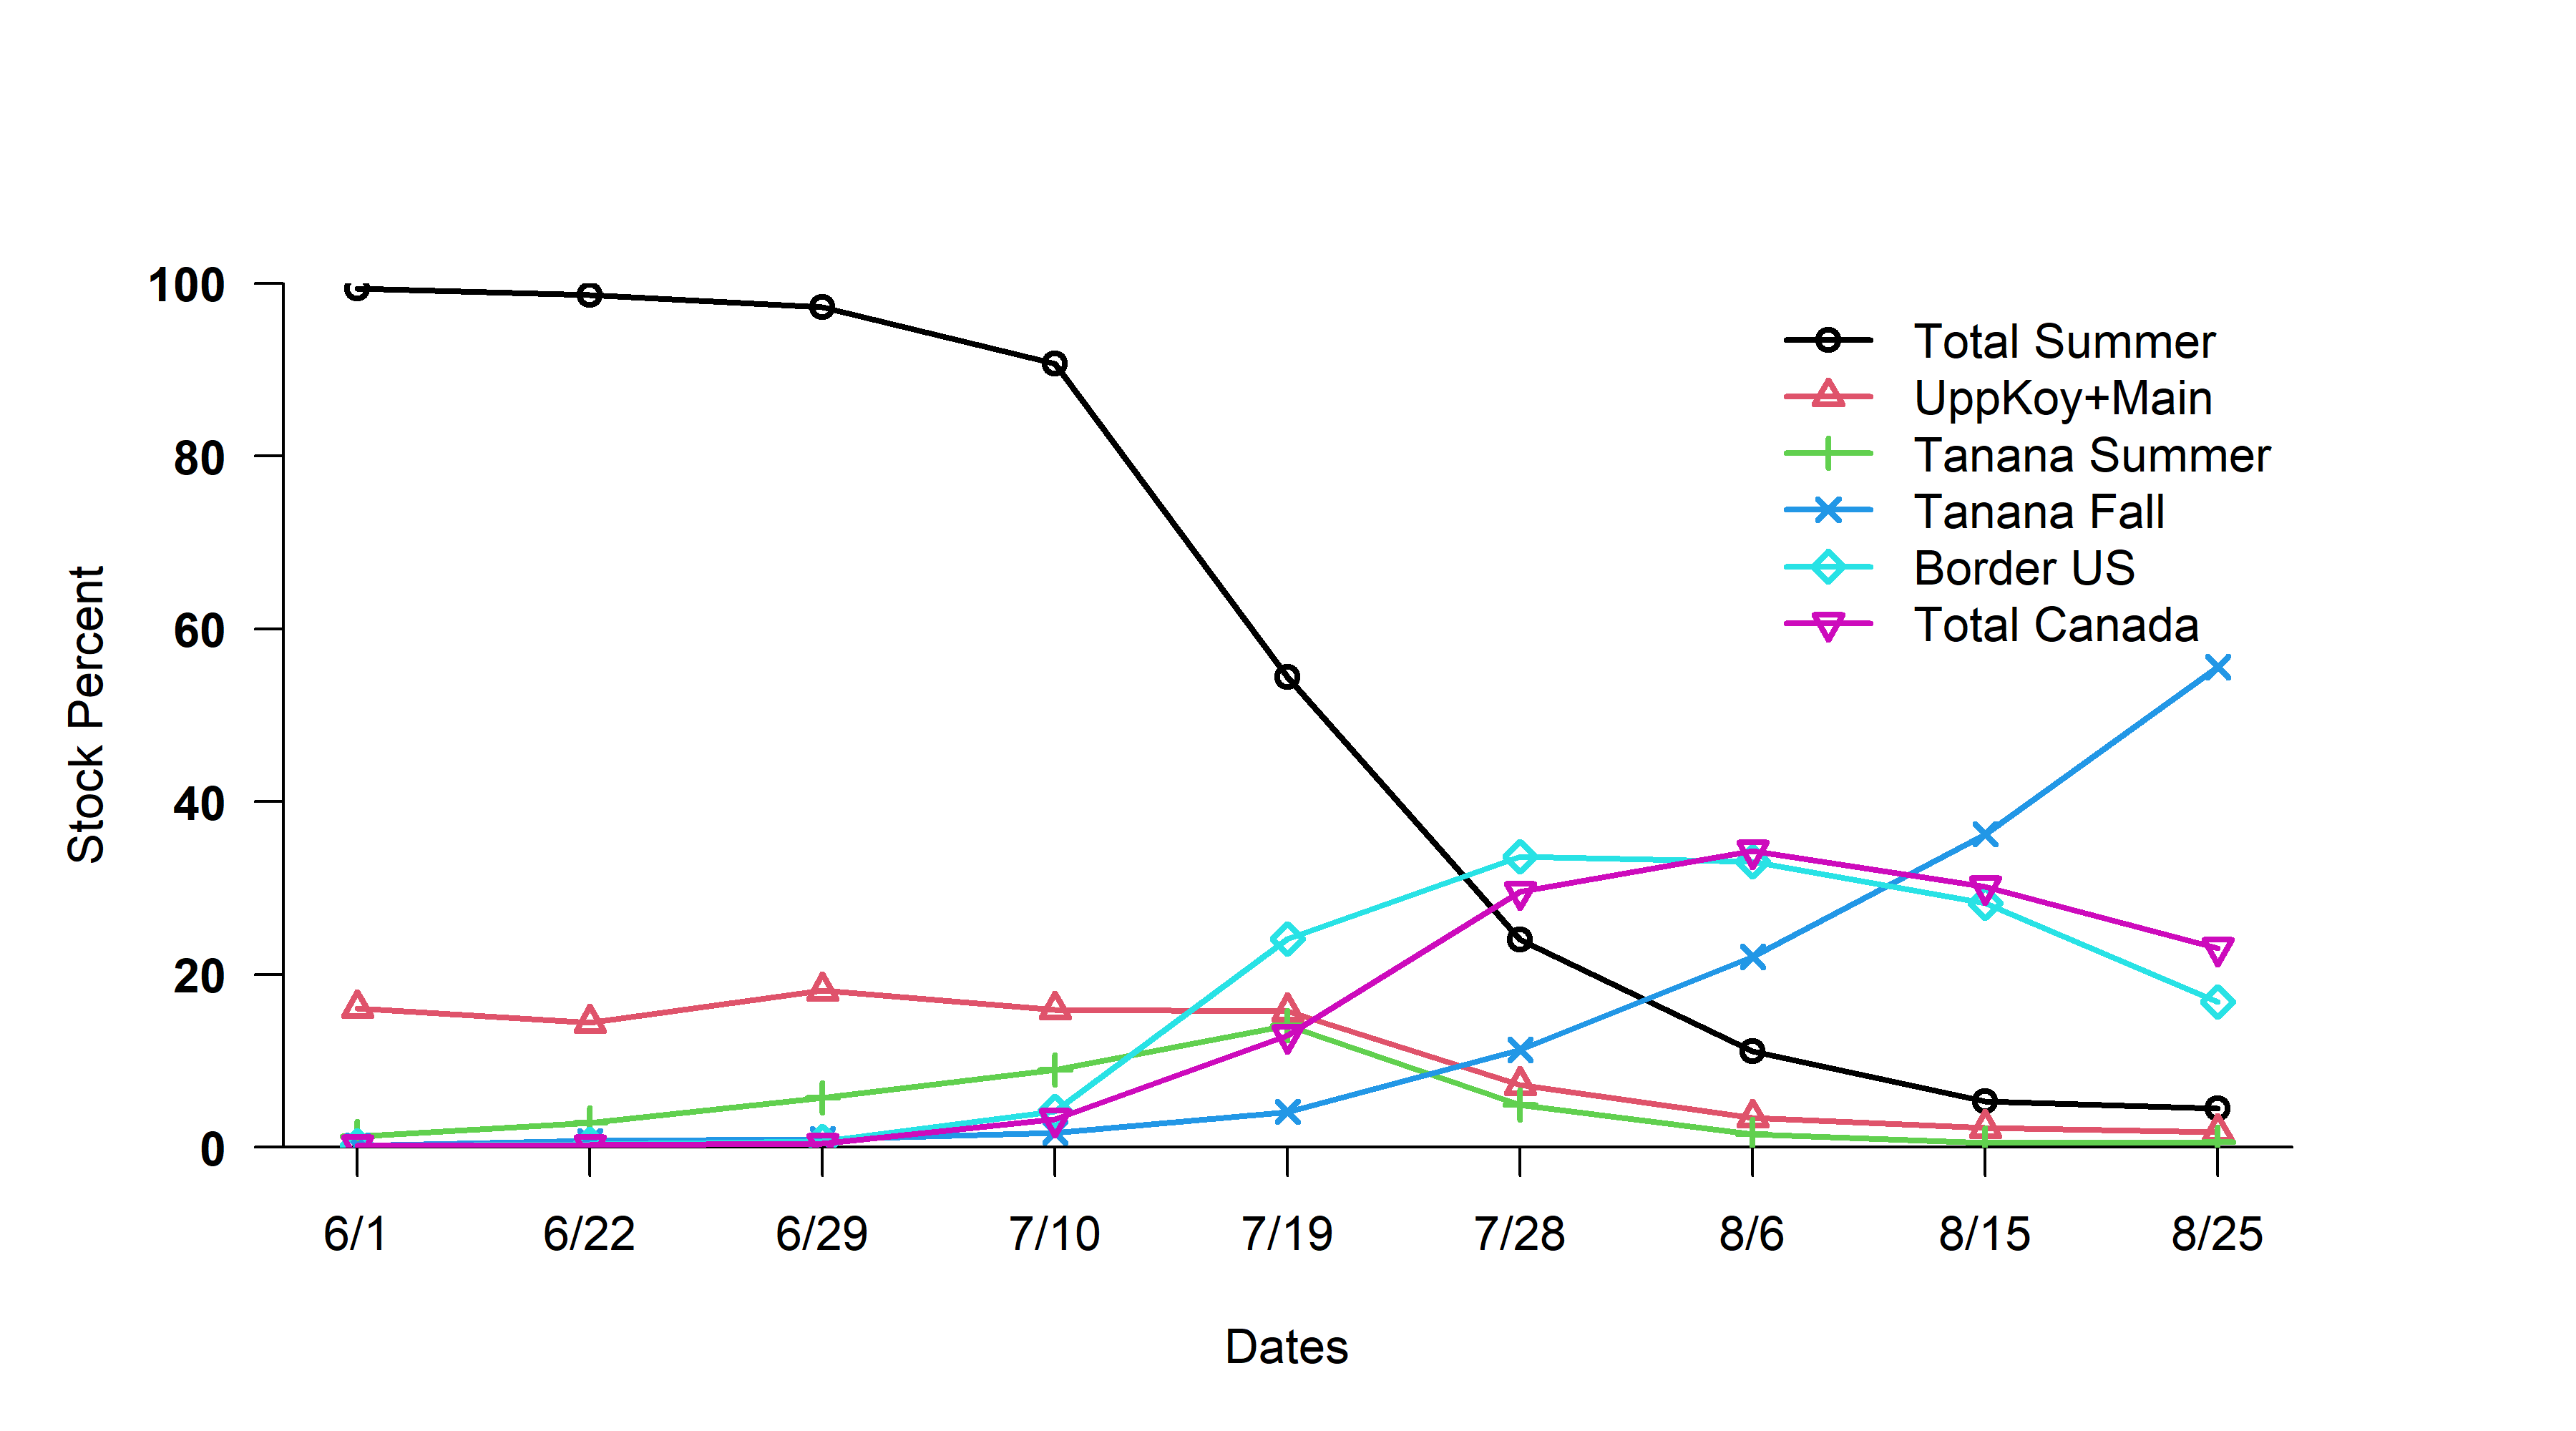 100
80
60
40
20
0
Stock Percent
Total Summer
UppKoy+Main
Tanana Summer
Tanana Fall
Border US
Total Canada
6/1 6/22 6/29 7/10 7/19 7/28 8/6 8/15 8/25
Dates